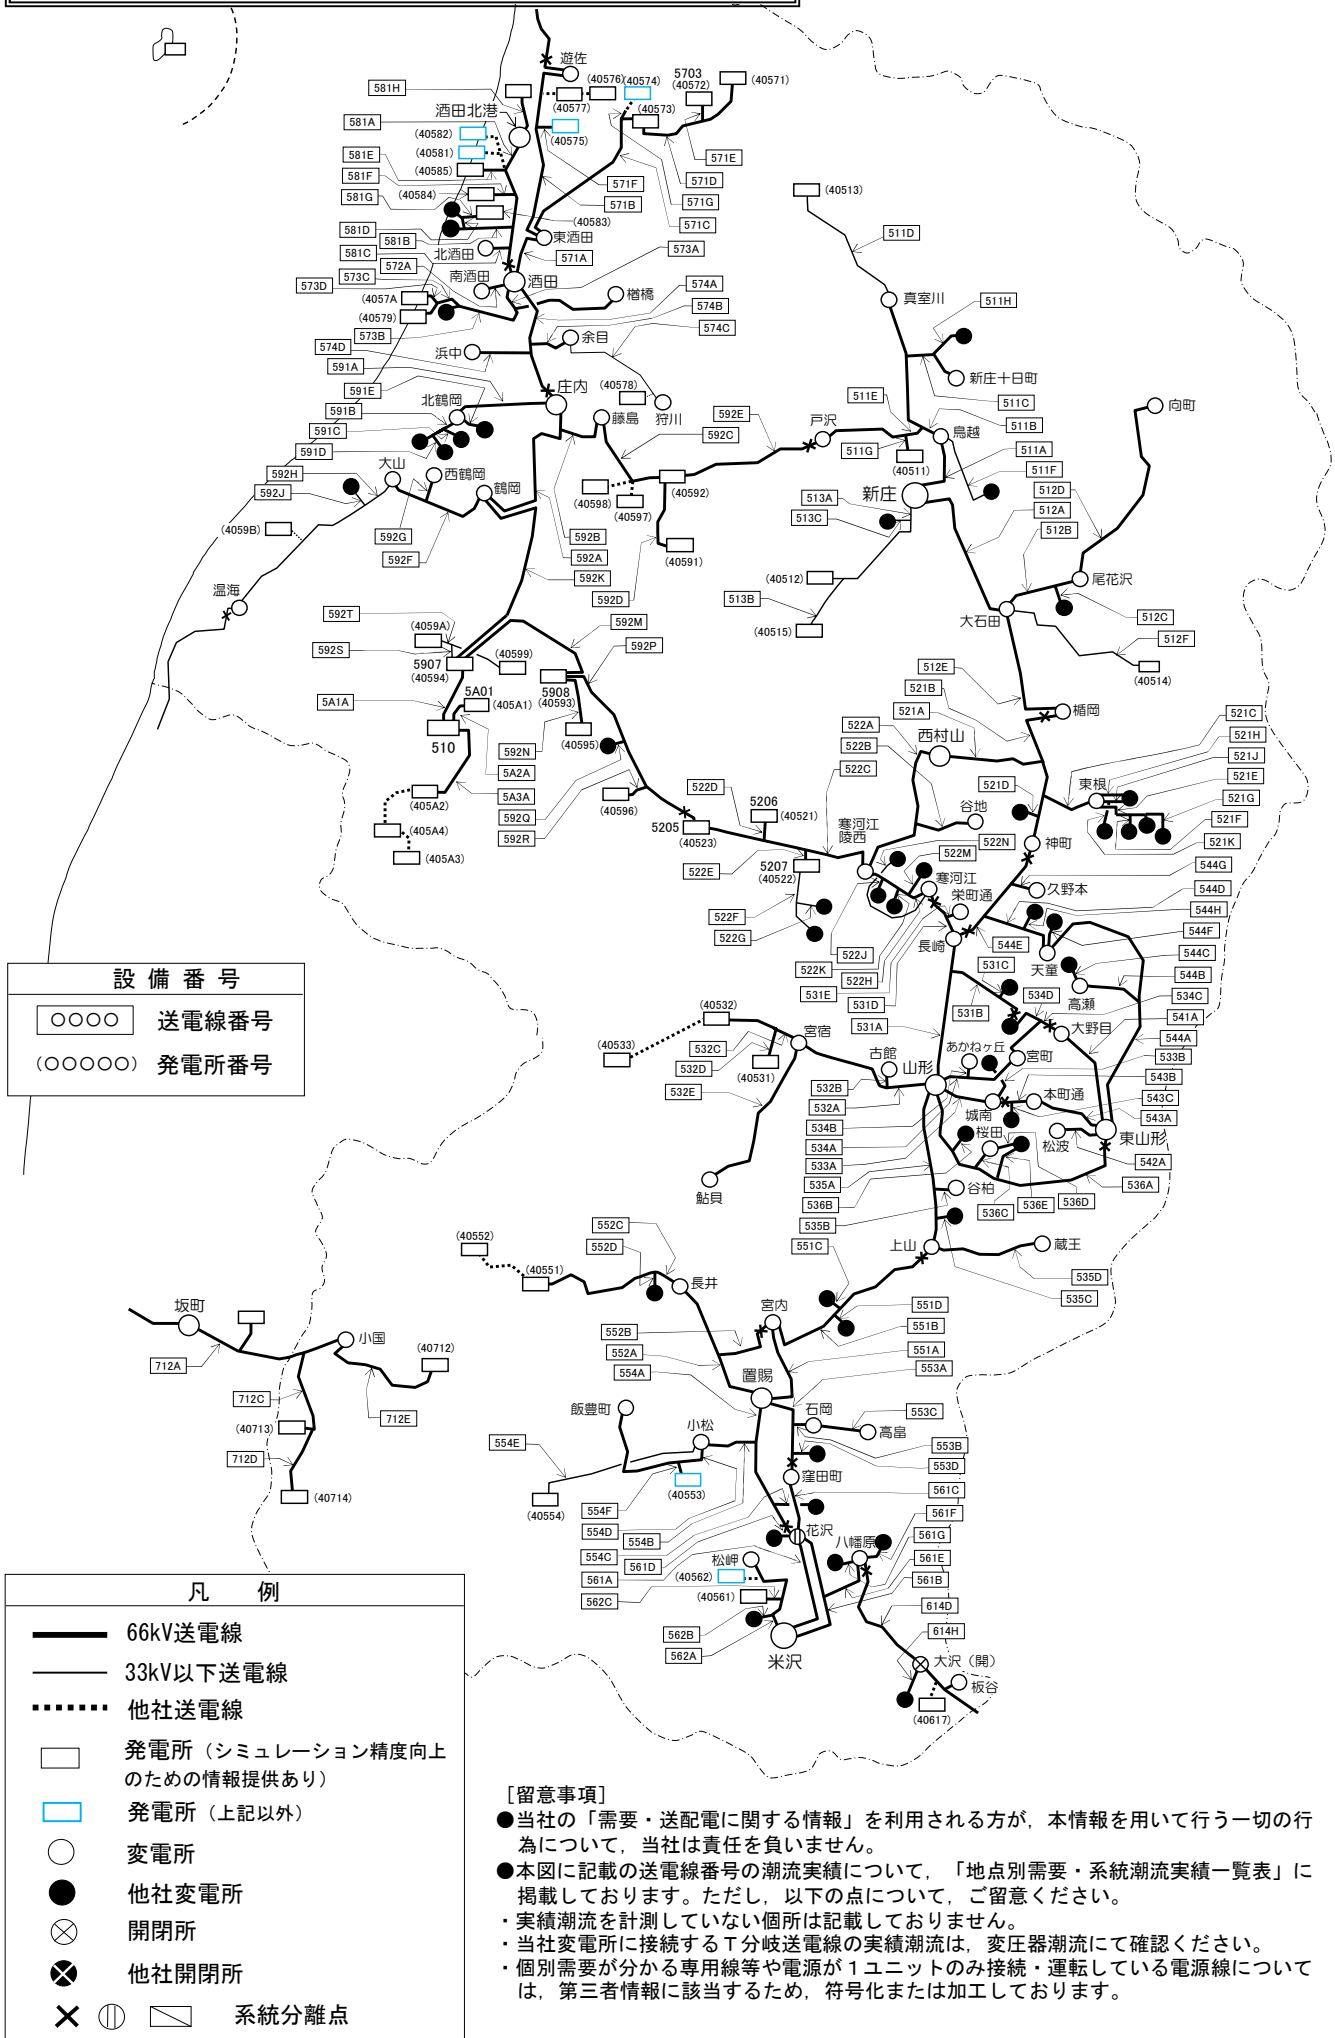 遊佐
581H
(40576)
(40574)
5703
(40572)
(40571)
(40577)
(40573)
酒田北港
581A
(40582)
(40575)
581E
(40581)
571E
581F
(40585)
571D
581G
(40584)
571F
571G
571B
(40583)
571C
581D
581B
東酒田
581C
北酒田
571A
573A
572A
573C
南酒田
酒田
574A
573D
(4057A
楢橋
574B
(40579)
573B
余目
574C
574D
浜中
591A
591E
庄内
(40578)
591B
北鶴岡
藤島
狩川
592E
戸沢
591C
592C
591D
592H
大山
西鶴岡
鶴岡
592J
(40592)
(4059B)
(40598)
(40597)
592G
592B
592F
592A
(40591)
592K
592D
温海
592T
592M
(4059A)
592P
592S
5907
(40594)
(40599)
5A01
(405A1)
5908
(40593)
5A1A
510
592N
(40595)
5A2A
(405A2)
5A3A
592Q
(40596)
592R
(405A4)
(405A3)
(40513)
511D
真室川
511H
新庄十日町
511E
511C
向町
鳥越
511B
511G
(40511)
511A
511F
新庄
513A
512D
513C
512A
512B
(40512)
尾花沢
513B
大石田
512C
(40515)
512F
512E
(40514)
521B
521A
楯岡
521C
522A
西村山
521H
522B
521J
522C
521D
東根
521E
522D
5206
(40521)
谷地
521G
521F
5205
(40523)
寒河江
陵西
神町
521K
522N
522M
544G
522E
5207
(40522)
寒河江
久野本
544D
栄町通
544H
522F
544F
522G
長崎
544E
544C
522J
天童
522K
531C
544B
522H
高瀬
534C
531E
531D
534D
541A
531A
531B
大野目
544A
設備番号
○○○○ 送電線番号
(○○○○○) 発電所番号
(40532)
宮宿
古館
あかねヶ丘
533B
(40533)
532C
山形
宮町
543B
532D
(40531)
532B
本町通
543C
532E
532A
城南
543A
534B
桜田
松波
東山形
534A
542A
533A
535A
536A
鮎貝
536B
谷柏
536C
536E
536D
535B
552C
551C
上山
蔵王
(40552)
552D
535D
(40551)
長井
535C
551D
坂町
宮内
551B
小国
552B
(40712)
552A
551A
712A
554A
553A
置賜
712C
飯豊町
石岡
553C
712E
小松
高畠
(40713)
554E
553B
553D
712D
窪田町
(40553)
561C
(40714)
(40554)
554F
561F
554D
花沢
八幡原
561G
554B
554C
松岬
561E
561D
561A
(40562)
561B
562C
(40561)
614D
562B
614H
562A
米沢
大沢（開）
板谷
(40617)
凡例
66kV送電線
33kV以下送電線
他社送電線
発電所（シミュレーション精度向上
のための情報提供あり）
発電所（上記以外）
変電所
他社変電所
開閉所
他社開閉所
系統分離点
［留意事項］
●当社の「需要・送配電に関する情報」を利用される方が，本情報を用いて行う一切の行
為について，当社は責任を負いません。
●本図に記載の送電線番号の潮流実績について，「地点別需要・系統潮流実績一覧表」に
掲載しております。ただし，以下の点について，ご留意ください。
・実績潮流を計測していない個所は記載しておりません。
・当社変電所に接続するＴ分岐送電線の実績潮流は，変圧器潮流にて確認ください。
・個別需要が分かる専用線等や電源が１ユニットのみ接続・運転している電源線について
は，第三者情報に該当するため，符号化または加工しております。